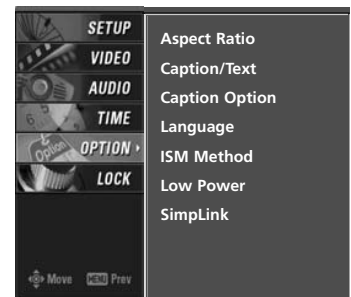 SETUP
VIDEO
AUDIO
TIME
OPTION
LOCK
Move MENU Prev
Aspect Ratio
Caption/Text
Caption Option
Language
ISM Method
Low Power
SimpLink